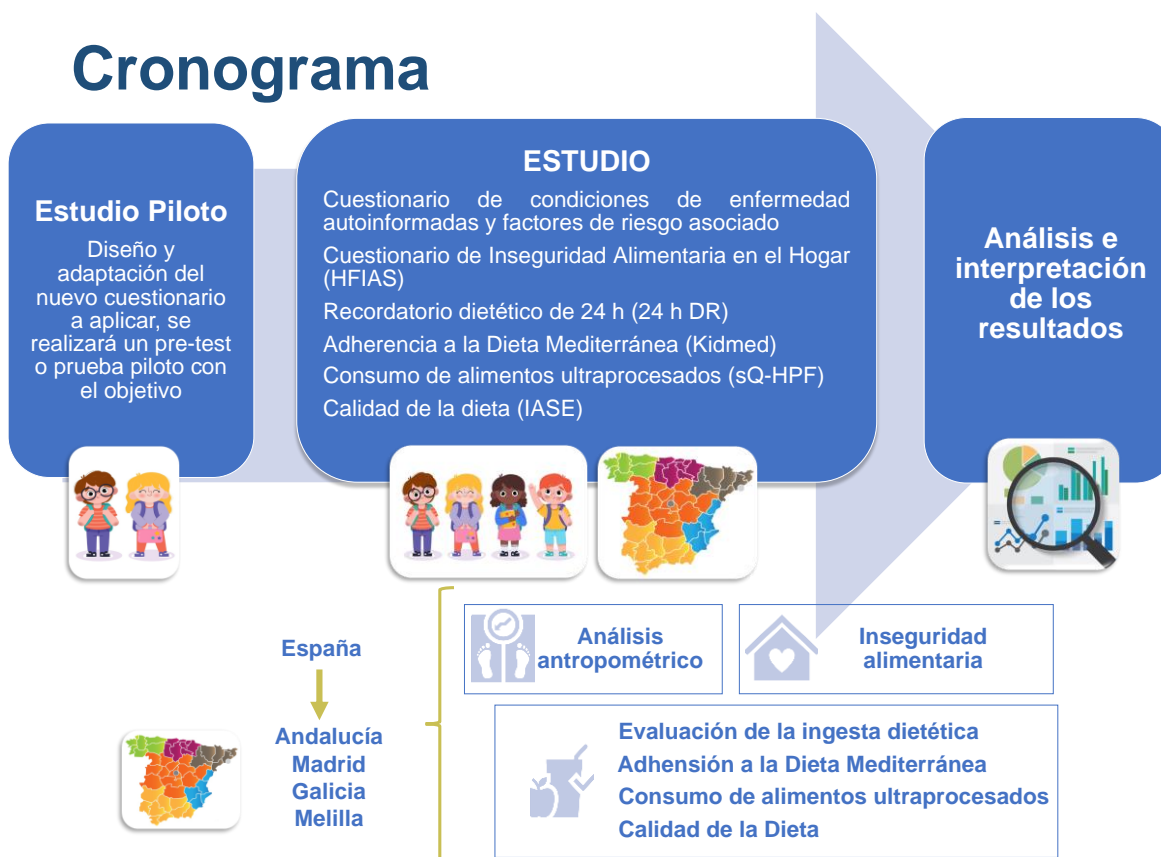 Cronograma
Estudio Piloto
Diseño y
adaptación del
nuevo cuestionario
a aplicar, se
realizará un pre-test
o prueba piloto con
el objetivo
ESTUDIO
Cuestionario de condiciones de enfermedad
autoinformadas y factores de riesgo asociado
Cuestionario de Inseguridad Alimentaria en el Hogar
(HFIAS)
Recordatorio dietético de 24 h (24 h DR)
Adherencia a la Dieta Mediterránea (Kidmed)
Consumo de alimentos ultraprocesados (sQ-HPF)
Calidad de la dieta (IASE)
Análisis e
interpretación
de los
resultados
España
Andalucía
Madrid
Galicia
Melilla
Análisis
antropométrico
Inseguridad
alimentaria
Evaluación de la ingesta dietética
Adhensión a la Dieta Mediterránea
Consumo de alimentos ultraprocesados
Calidad de la Dieta